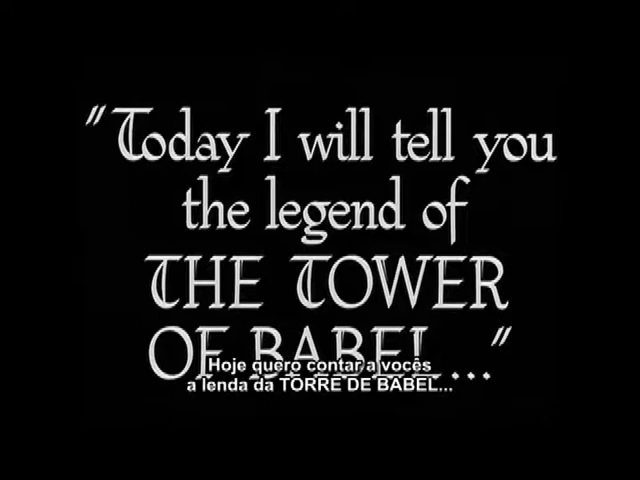 "Today I will tell you
the legend of
THE TOWER
OF BABEL..."
Hoje quero contar a vocês
a lenda da TORRE DE BABEL...